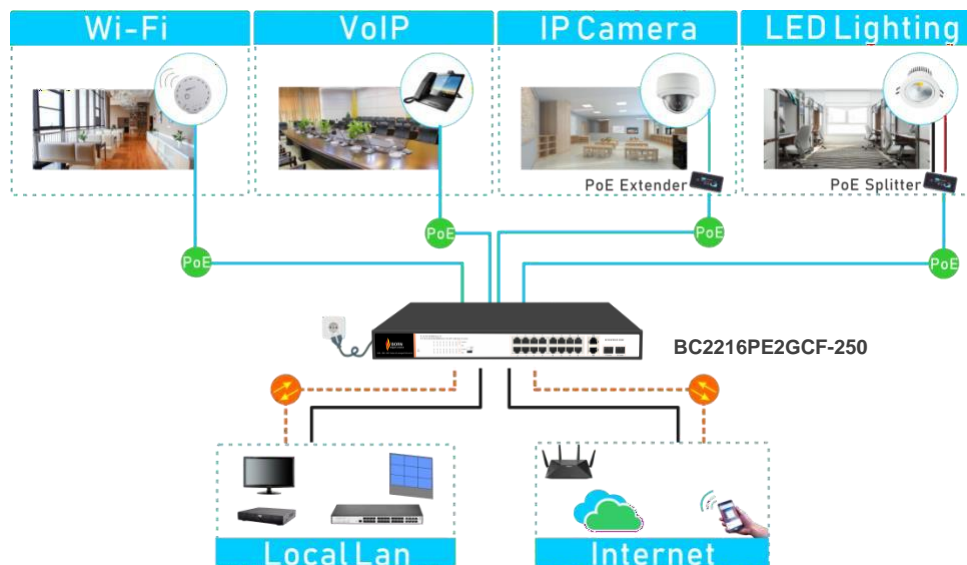 Wi-Fi
VoIP
IP Camera
LED Lighting
PoE Extender
PoE Splitter
PoE
PoE
PoE
PoE
BC2216PE2GCF-250
Local Lan
Internet